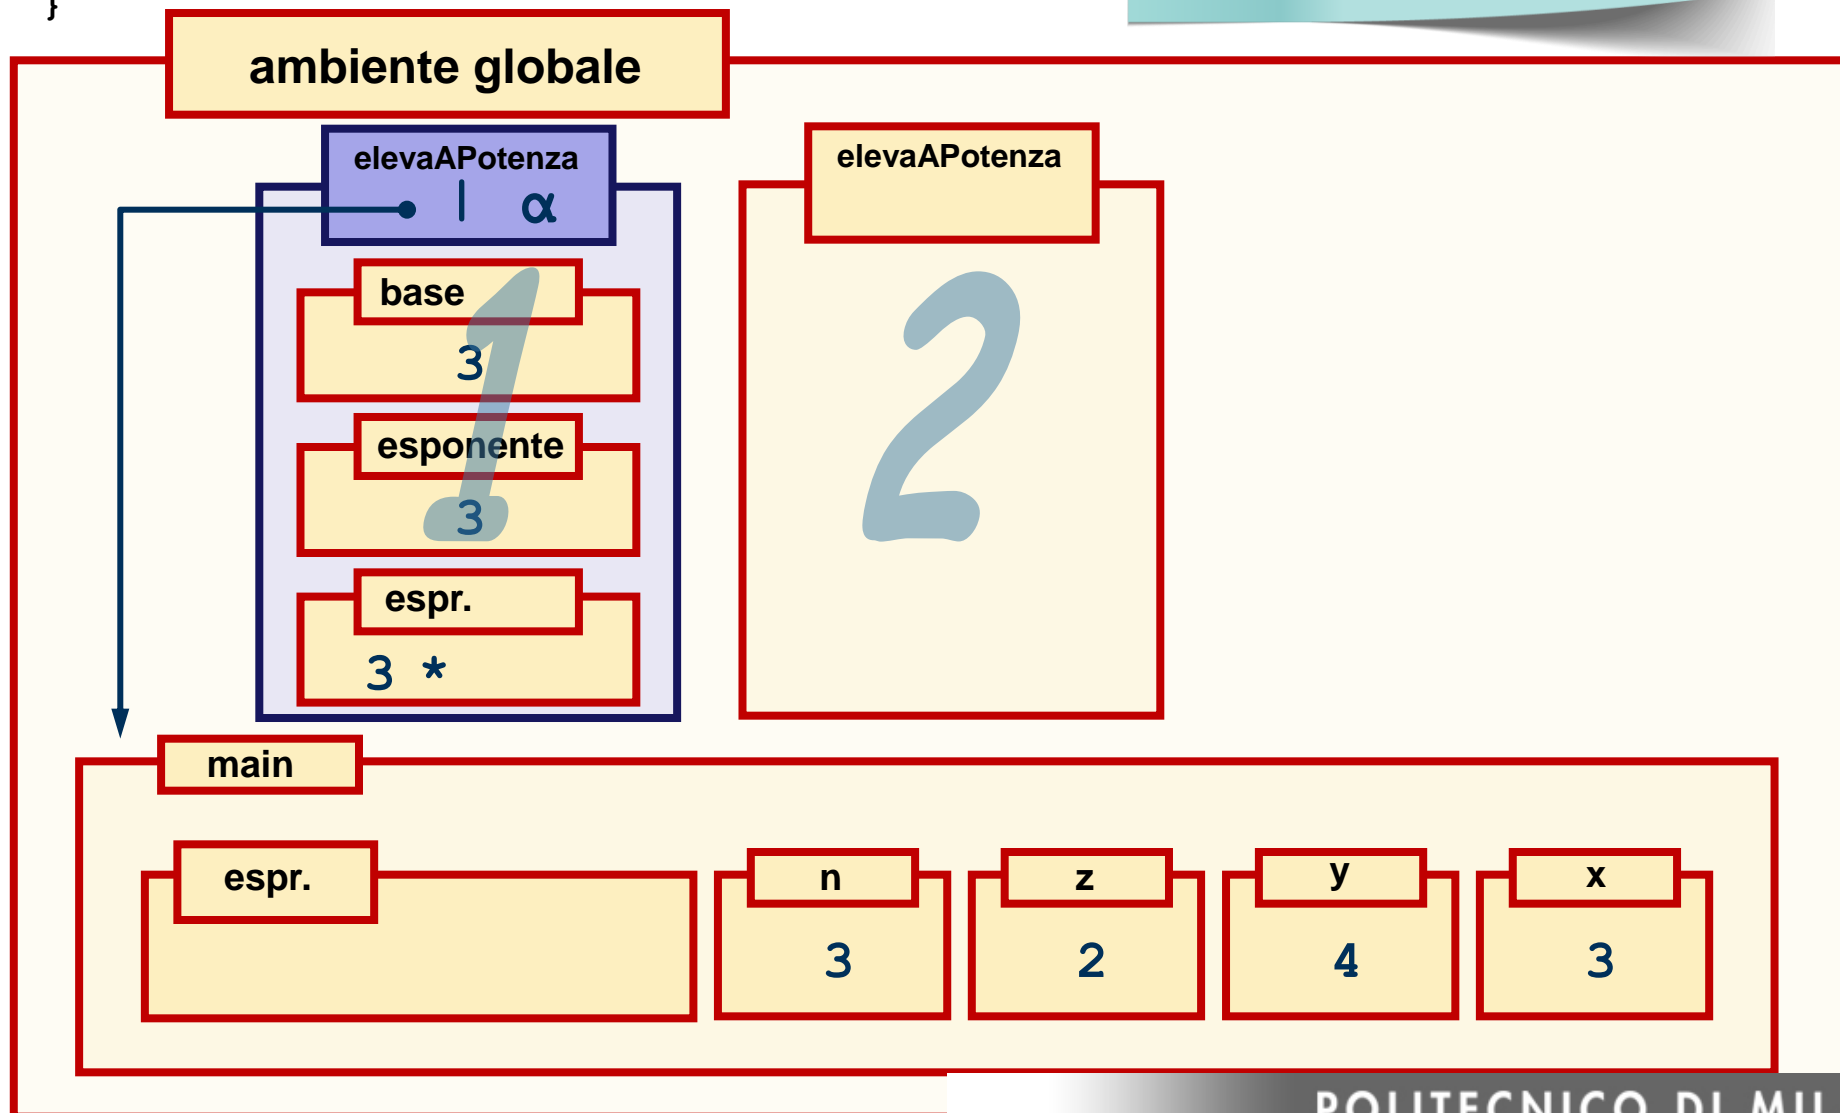 }
ambiente globale
elevaAPotenza
| α
base
3
esponente
3
espr.
3 *
1
elevaAPotenza
2
main
espr.
n
3
z
2
y
4
x
3
POLITECNICO DI